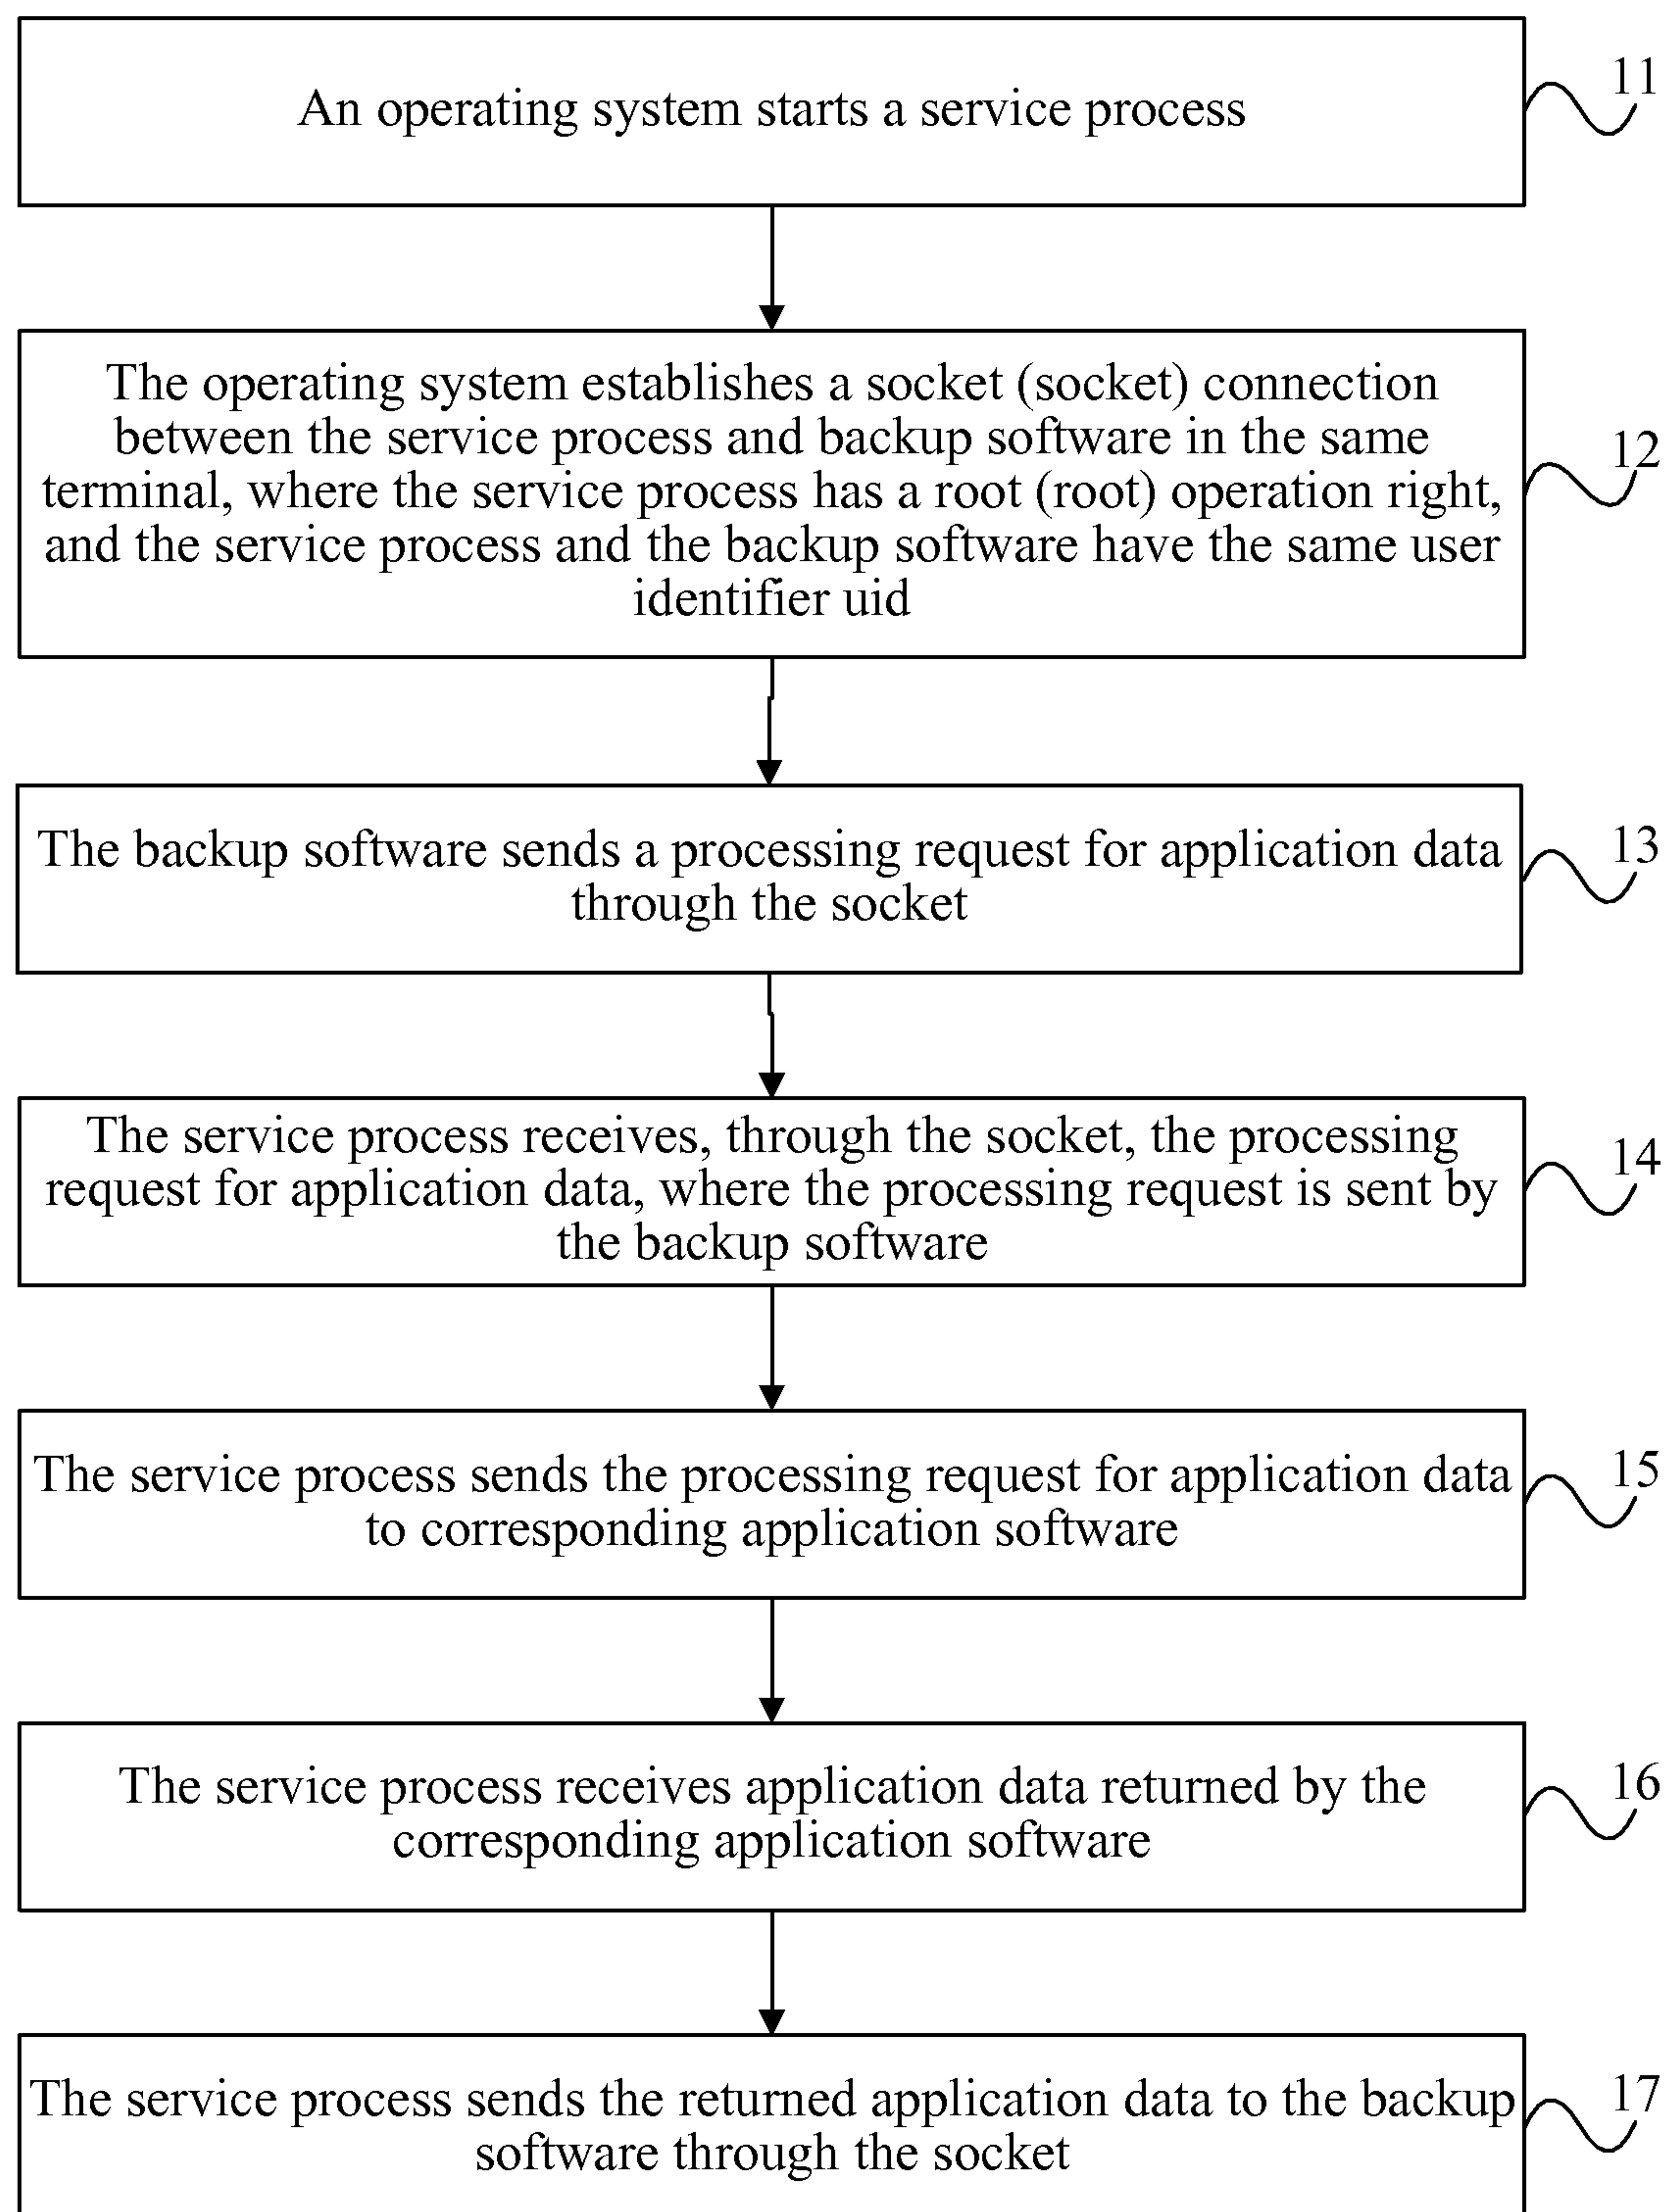 An operating system starts a service process
11
The operating system establishes a socket (socket) connection
between the service process and backup software in the same
terminal, where the service process has a root (root) operation right,
and the service process and the backup software have the same user
identifier uid
12
The backup software sends a processing request for application data
through the socket
13
The service process receives, through the socket, the processing
request for application data, where the processing request is sent by
the backup software
14
The service process sends the processing request for application data
to corresponding application software
15
The service process receives application data returned by the
corresponding application software
16
The service process sends the returned application data to the backup
software through the socket
17